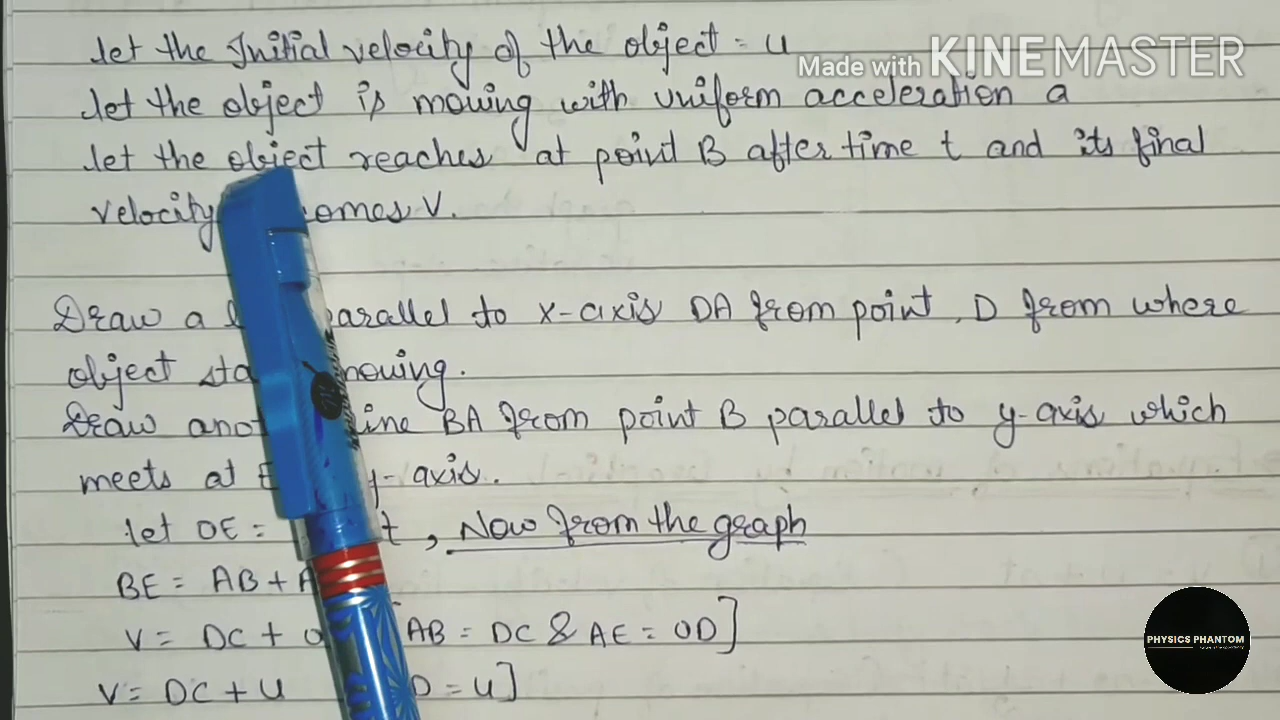 let the Initial velocity of the object = u
Made with KINEMASTER
let the object is moving with uniform acceleration a
let the object reaches at point B after time t and its final
velocity omes V.
Draw a l arallel to x-axis DA from point D from where
object sta moving.
Draw anot line BA from point B parallel to y-axis which
meets at E y-axis.
let OE = t, Now from the graph
BE = AB + A
V = DC + O [AB = DC & AE = OD]
V = DC + u D = u]
PHYSICS PHANTOM